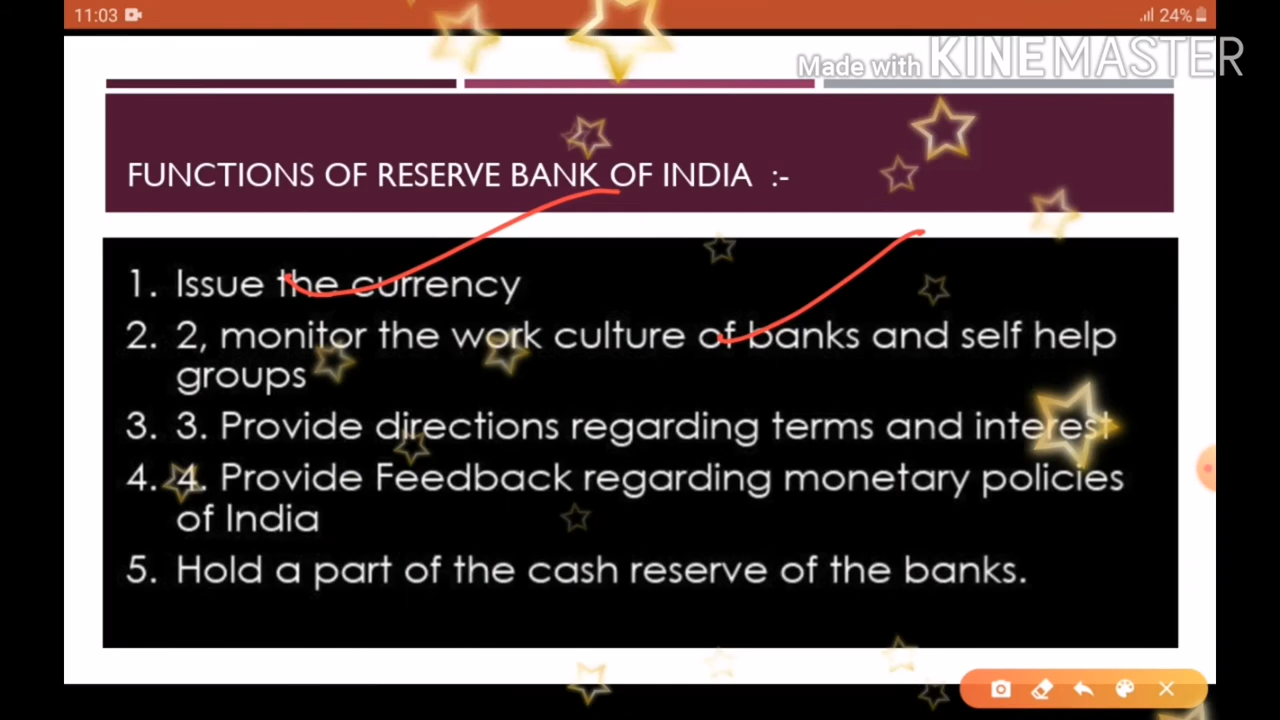 11:03
24%
Made with KINEMASTER
FUNCTIONS OF RESERVE BANK OF INDIA :-
1. Issue the currency
2. 2, monitor the work culture of banks and self help
groups
3. 3. Provide directions regarding terms and interest
4. 4. Provide Feedback regarding monetary policies
of India
5. Hold a part of the cash reserve of the banks.